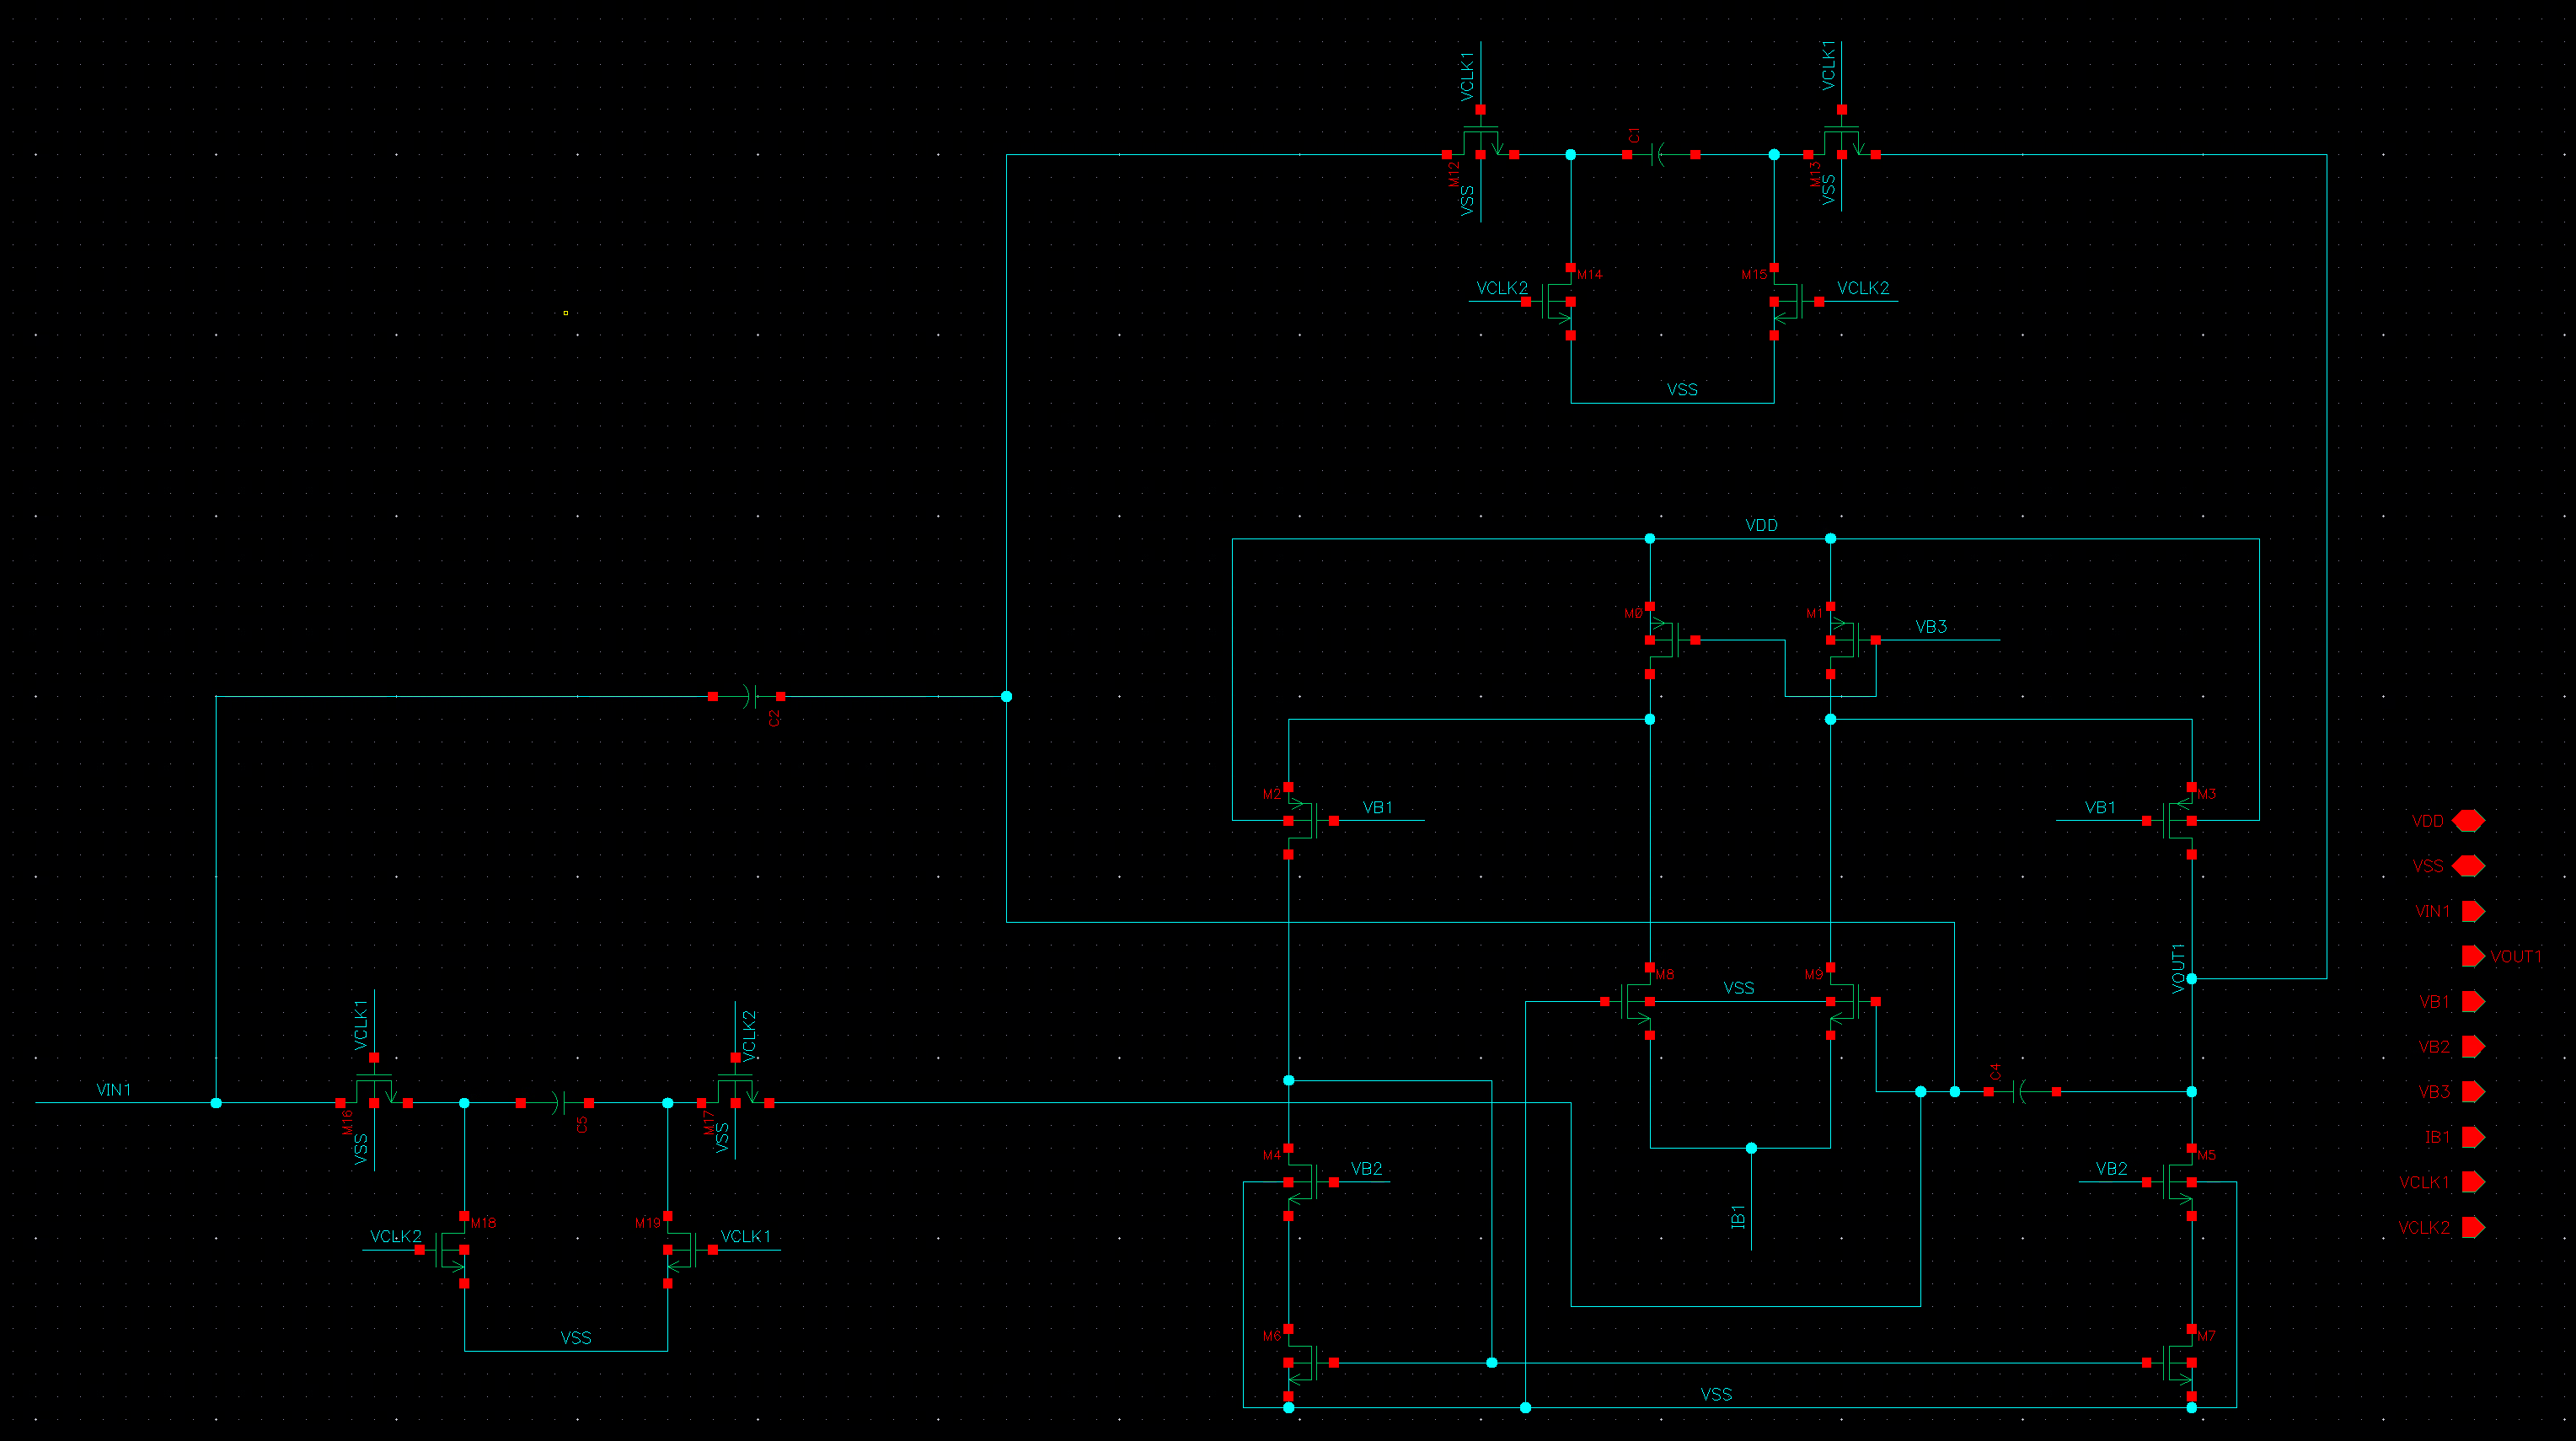 VCLK1
VCLK1
C1
M12
VSS
M13
VSS
M14
M15
VCLK2
VCLK2
VSS
VDD
M0
M1
VB3
C2
M2
VB1
VB1
M3
VDD
VSS
VIN1
VOUT1
VB1
VB2
VB3
IB1
VCLK1
VCLK2
VOUT1
M8
M9
VSS
VCLK1
VCLK2
C4
VIN1
M16
VSS
C5
M17
VSS
M4
VB2
VB2
M5
IB1
M18
M19
VCLK2
VCLK1
VSS
M6
M7
VSS